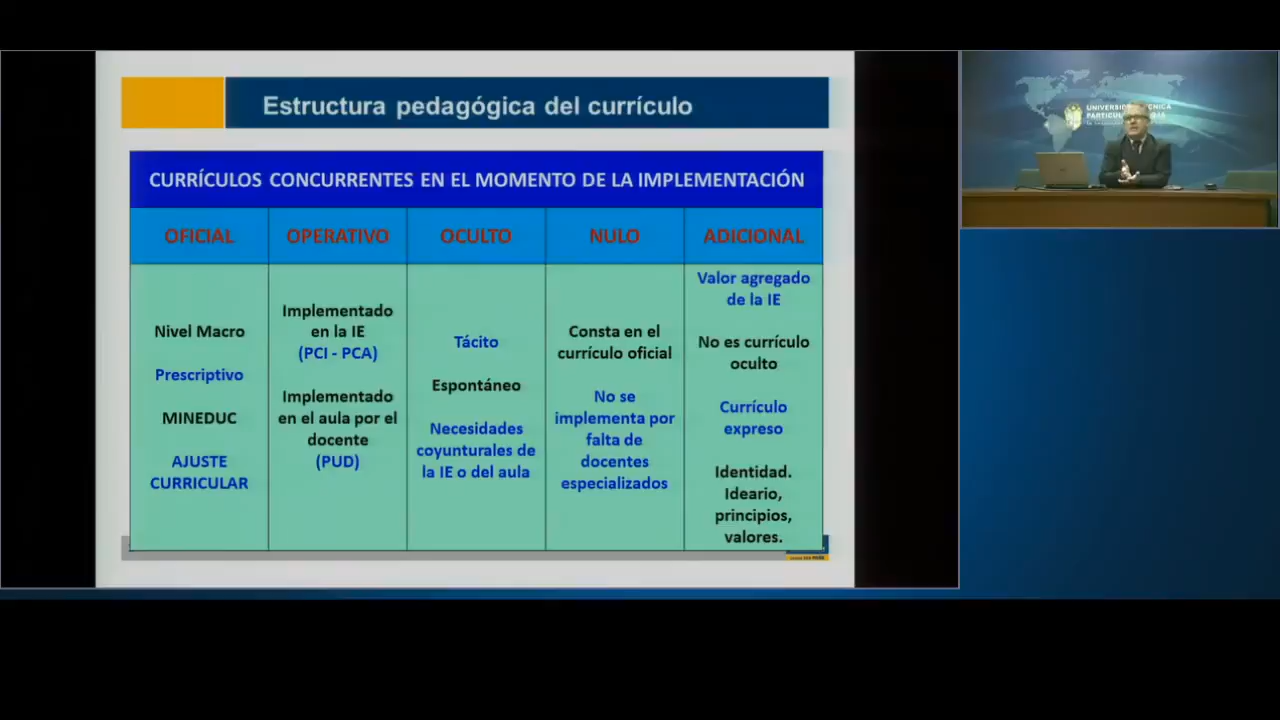 Estructura pedagógica del currículo
CURRÍCULOS CONCURRENTES EN EL MOMENTO DE LA IMPLEMENTACIÓN
OFICIAL
OPERATIVO
OCULTO
NULO
ADICIONAL
Nivel Macro
Prescriptivo
MINEDUC
AJUSTE
CURRICULAR
Implementado
en la IE
(PCI - PCA)
Implementado
en el aula por el
docente
(PUD)
Tácito
Espontáneo
Necesidades
coyunturales de
la IE o del aula
Consta en el
currículo oficial
No se
implementa por
falta de
docentes
especializados
Valor agregado
de la IE
No es currículo
oculto
Currículo
expreso
Identidad.
Ideario,
principios,
valores.